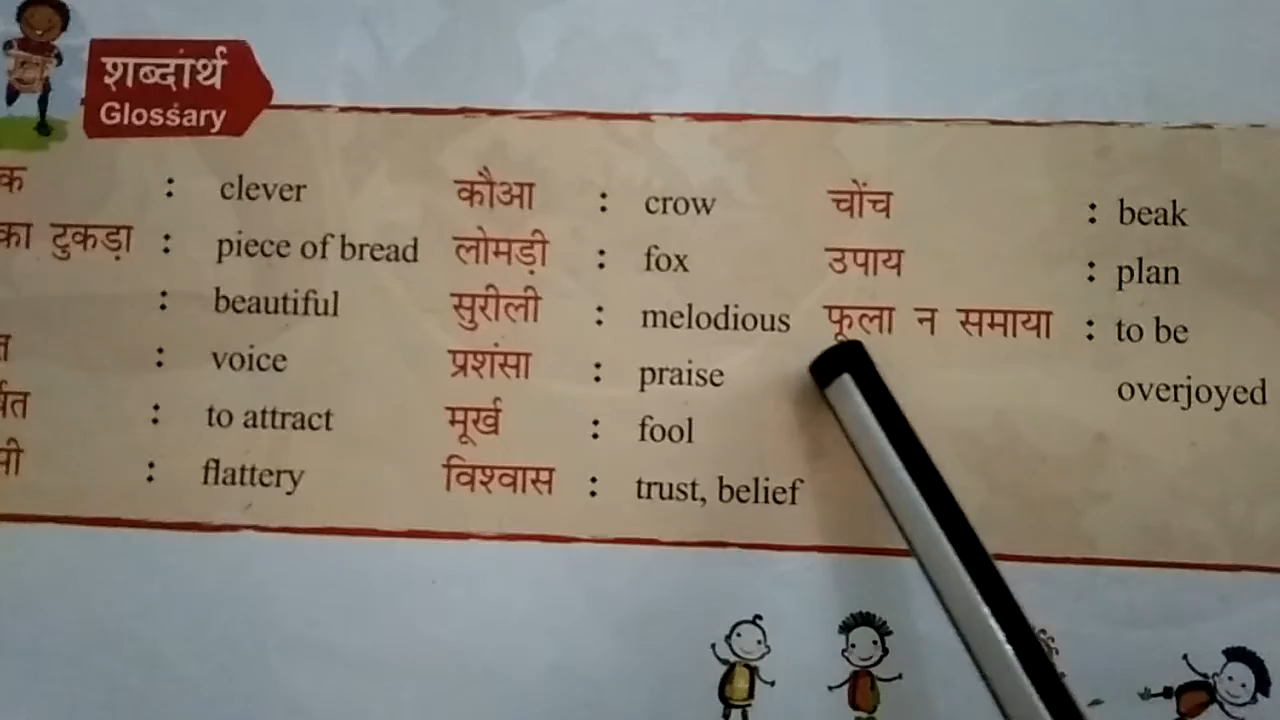 शब्दार्थ
Glossary
: clever कौआ : crow चोंच : beak
का टुकड़ा : piece of bread लोमड़ी : fox उपाय : plan
: beautiful सुरीली : melodious फूला न समाया : to be
: voice प्रशंसा : praise overjoyed
: to attract मूर्ख : fool
: flattery विश्वास : trust, belief